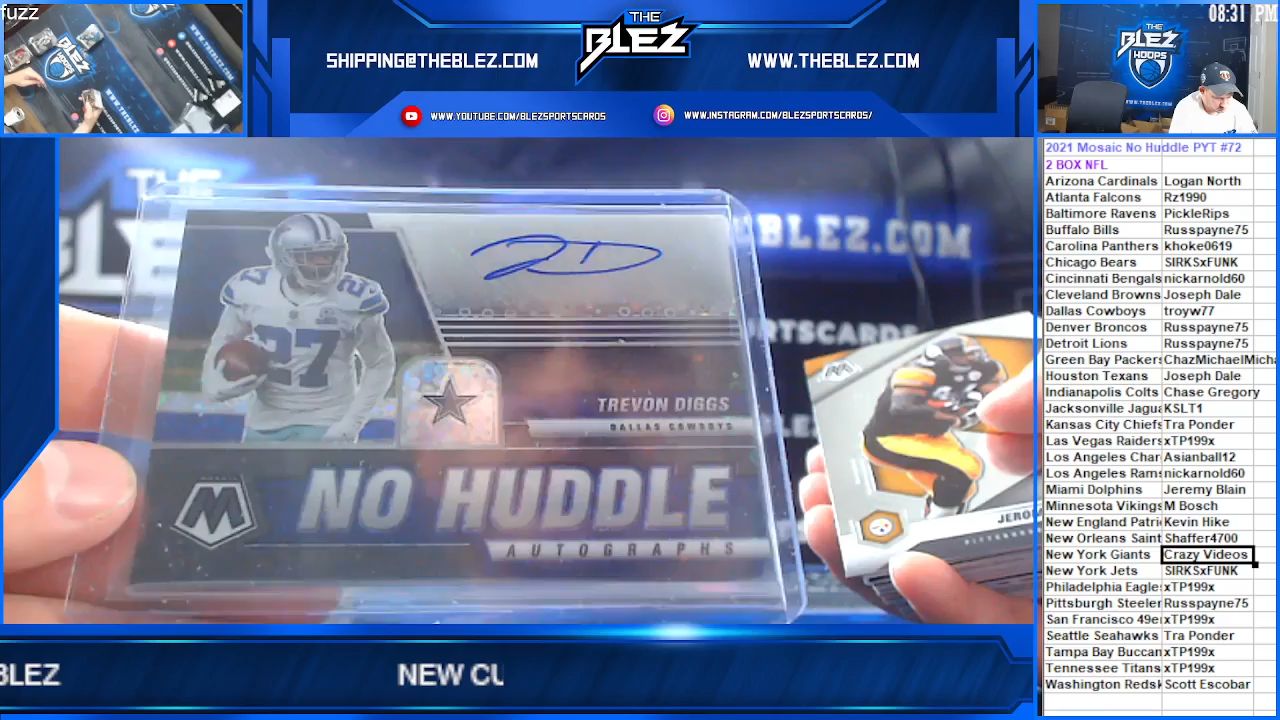 fuzz
08:31 PM
SHIPPING@THEBLEZ.COM
THE
BLEZ
WWW.THEBLEZ.COM
WWW.YOUTUBE.COM/BLEZSPORTSCARDS
WWW.INSTAGRAM.COM/BLEZSPORTSCARDS/
THE
BLEZ
HOOPS
BLEZ.COM
RTSCARDS
27
27
TREVON DIGGS
DALLAS COWBOYS
M
NO HUDDLE
AUTOGRAPHS
JERO
BLEZ
NEW CU
2021 Mosaic No Huddle PYT #72
2 BOX NFL
Arizona Cardinals Logan North
Atlanta Falcons Rz1990
Baltimore Ravens PickleRips
Buffalo Bills Russpayne75
Carolina Panthers khoke0619
Chicago Bears SIRKSxFUNK
Cincinnati Bengals nickarnold60
Cleveland Browns Joseph Dale
Dallas Cowboys troyw77
Denver Broncos Russpayne75
Detroit Lions Russpayne75
Green Bay Packers ChazMichaelMicha
Houston Texans Joseph Dale
Indianapolis Colts Chase Gregory
Jacksonville Jagua KSLT1
Kansas City Chiefs Tra Ponder
Las Vegas Raiders xTP199x
Los Angeles Char Asianball12
Los Angeles Rams nickarnold60
Miami Dolphins Jeremy Blain
Minnesota Vikings M Bosch
New England Patri Kevin Hike
New Orleans Saint Shaffer4700
New York Giants Crazy Videos
New York Jets SIRKSxFUNK
Philadelphia Eagle xTP199x
Pittsburgh Steeler Russpayne75
San Francisco 49e xTP199x
Seattle Seahawks Tra Ponder
Tampa Bay Buccan xTP199x
Tennessee Titans xTP199x
Washington Redsk Scott Escobar